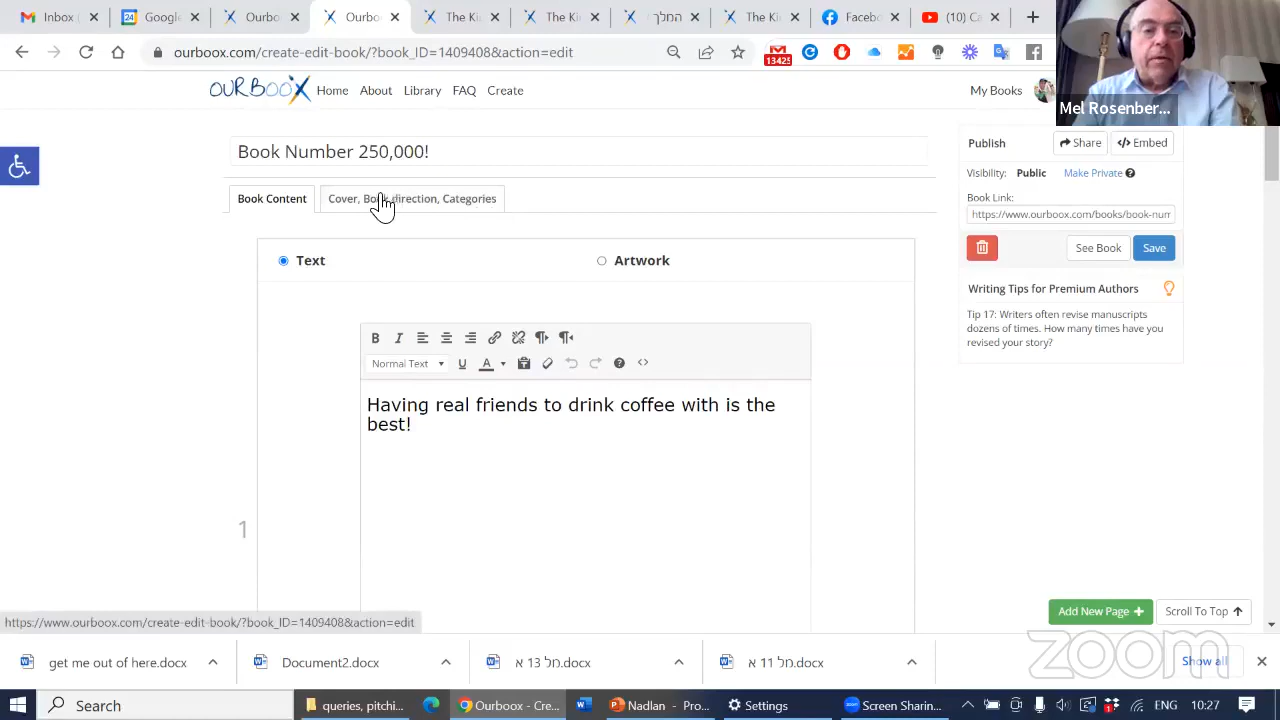 Inbox (
Google
Ourbo
Ourbo
The Ki
The Ki
המלך
The Ki
Faceb
(10) C
ourboox.com/create-edit-book/?book_ID=1409408&action=edit
13423
OURBOOX
Home
About
Library
FAQ
Create
My Books
Mel Rosenber...
Book Number 250,000!
Book Content
Cover, Book direction, Categories
Publish
Share
Embed
Visibility: Public Make Private
Book Link:
https://www.ourboox.com/books/book-num
See Book
Save
Writing Tips for Premium Authors
Tip 17: Writers often revise manuscripts
dozens of times. How many times have you
revised your story?
Text
Artwork
Normal Text
Having real friends to drink coffee with is the
best!
1
Add New Page +
Scroll To Top
https://www.ourboox.com/create-edit-book/?book_ID=1409408&action=edit
zoom
get me out of here.docx
Document2.docx
מל 13 א.docx
מל 11 א.docx
Show all
Search
queries, pitchi...
Ourboox - Cre...
Nadlan - Pro...
Settings
Screen Sharin...
ENG
10:27